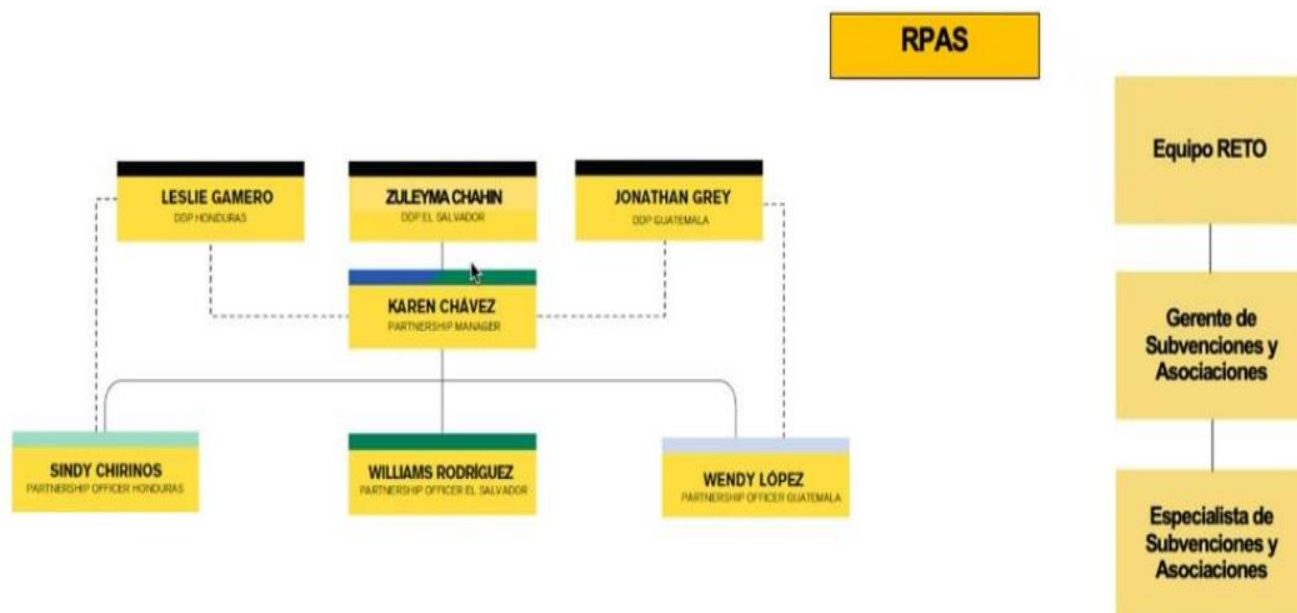 RPAS
LESLIE GAMERO
DDP HONDURAS
ZULEYMA CHAHIN
DDP EL SALVADOR
JONATHAN GREY
DDP GUATEMALA
KAREN CHÁVEZ
PARTNERSHIP MANAGER
SINDY CHIRINOS
PARTNERSHIP OFFICER HONDURAS
WILLIAMS RODRÍGUEZ
PARTNERSHIP OFFICER EL SALVADOR
WENDY LÓPEZ
PARTNERSHIP OFFICER GUATEMALA
Equipo RETO
Gerente de
Subvenciones y
Asociaciones
Especialista de
Subvenciones y
Asociaciones